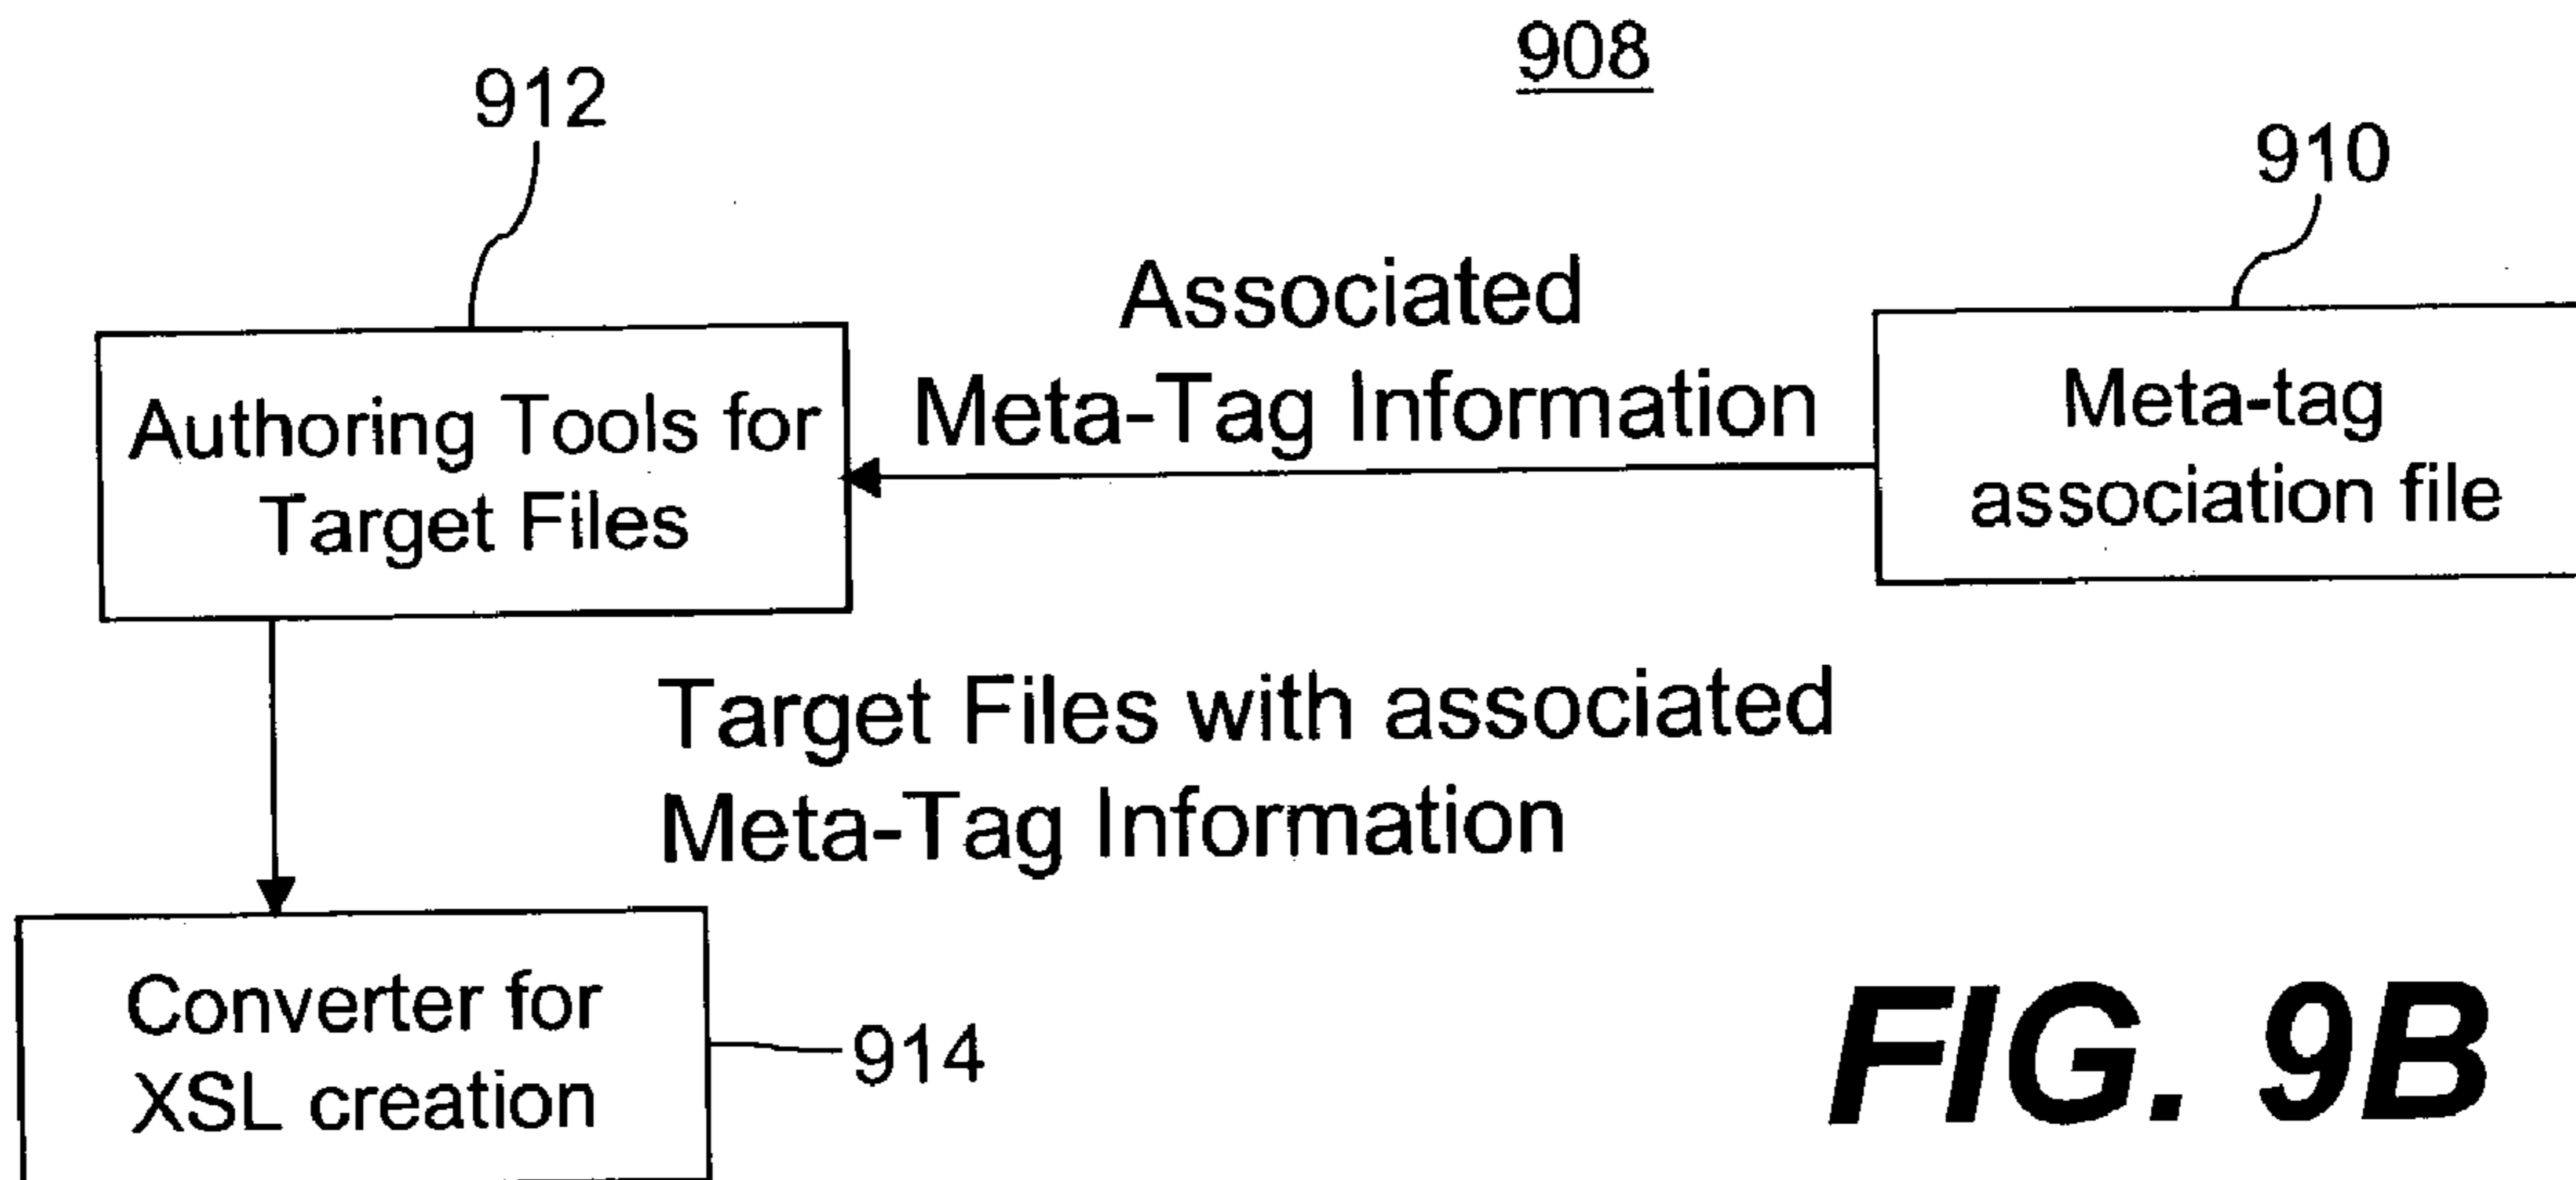 908
912
910
Associated
Meta-Tag Information
Authoring Tools for
Target Files
Meta-tag
association file
Target Files with associated
Meta-Tag Information
Converter for
XSL creation
914
FIG. 9B